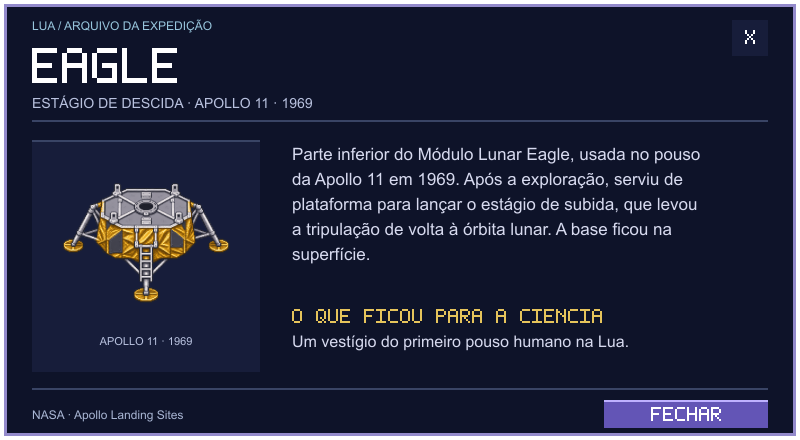 LUA / ARQUIVO DA EXPEDIÇÃO
X
EAGLE
ESTÁGIO DE DESCIDA · APOLLO 11 · 1969
Parte inferior do Módulo Lunar Eagle, usada no pouso
da Apollo 11 em 1969. Após a exploração, serviu de
plataforma para lançar o estágio de subida, que levou
a tripulação de volta à órbita lunar. A base ficou na
superfície.
APOLLO 11 · 1969
O QUE FICOU PARA A CIENCIA
Um vestígio do primeiro pouso humano na Lua.
NASA · Apollo Landing Sites
FECHAR